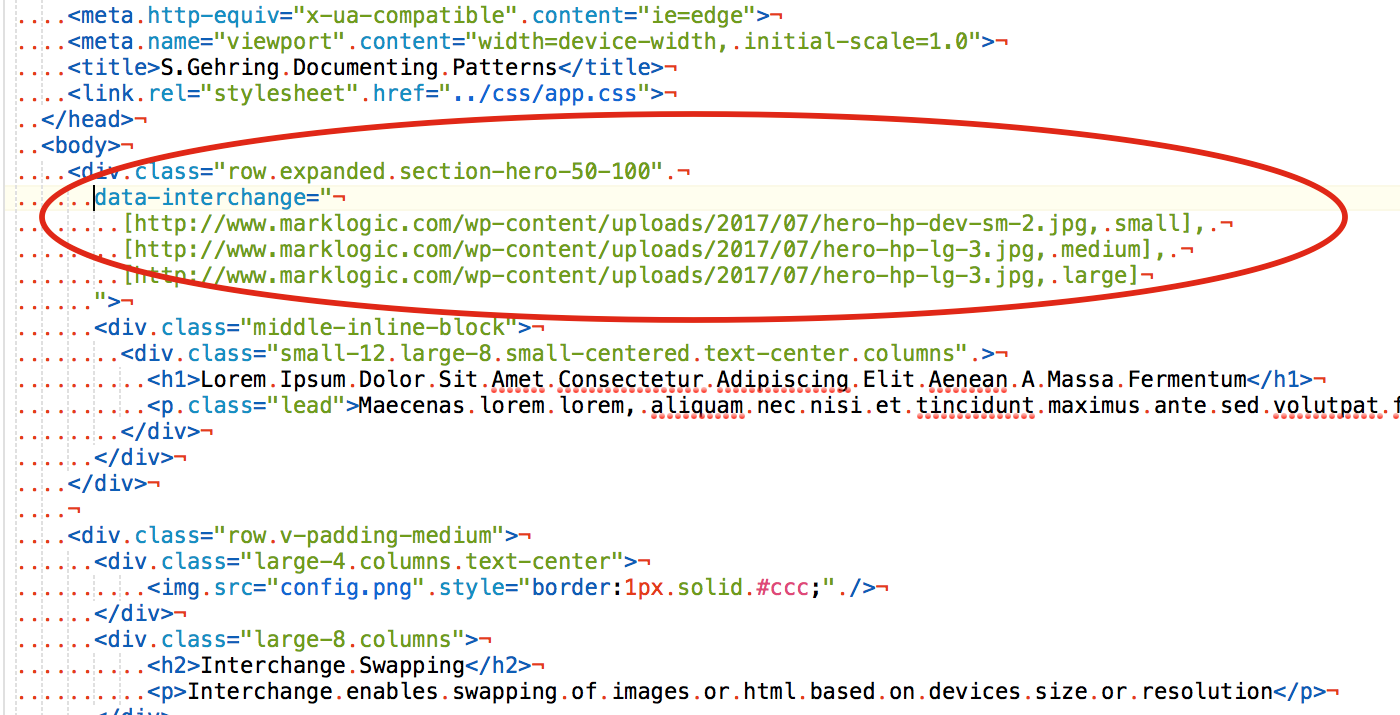 <meta http-equiv="x-ua-compatible" content="ie=edge">¬
<meta name="viewport" content="width=device-width, initial-scale=1.0">¬
<title>S.Gehring Documenting Patterns</title>¬
<link rel="stylesheet" href="../css/app.css">¬
</head>¬
<body>¬
<div class="row expanded section-hero-50-100" ¬
data-interchange="¬
[http://www.marklogic.com/wp-content/uploads/2017/07/hero-hp-dev-sm-2.jpg, small], ¬
[http://www.marklogic.com/wp-content/uploads/2017/07/hero-hp-lg-3.jpg, medium], ¬
[http://www.marklogic.com/wp-content/uploads/2017/07/hero-hp-lg-3.jpg, large]¬
">¬
<div class="middle-inline-block">¬
<div class="small-12 large-8 small-centered text-center columns" >¬
<h1>Lorem Ipsum Dolor Sit Amet Consectetur Adipiscing Elit Aenean A Massa Fermentum</h1>¬
<p class="lead">Maecenas lorem lorem, aliquam nec nisi et tincidunt maximus ante sed volutpat f
</div>¬
</div>¬
</div>¬
¬
<div class="row v-padding-medium">¬
<div class="large-4 columns text-center">¬
<img src="config.png" style="border:1px solid #ccc;" />¬
</div>¬
<div class="large-8 columns">¬
<h2>Interchange Swapping</h2>¬
<p>Interchange enables swapping of images or html based on devices size or resolution</p>¬